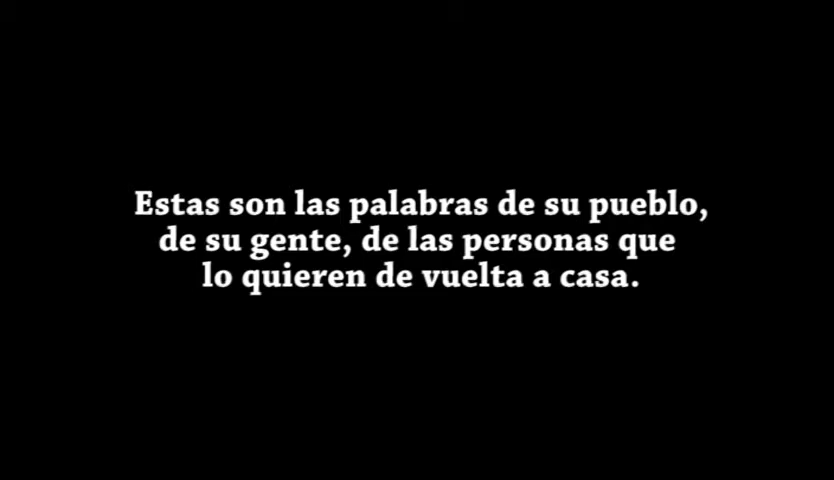 Estas son las palabras de su pueblo,
de su gente, de las personas que
lo quieren de vuelta a casa.